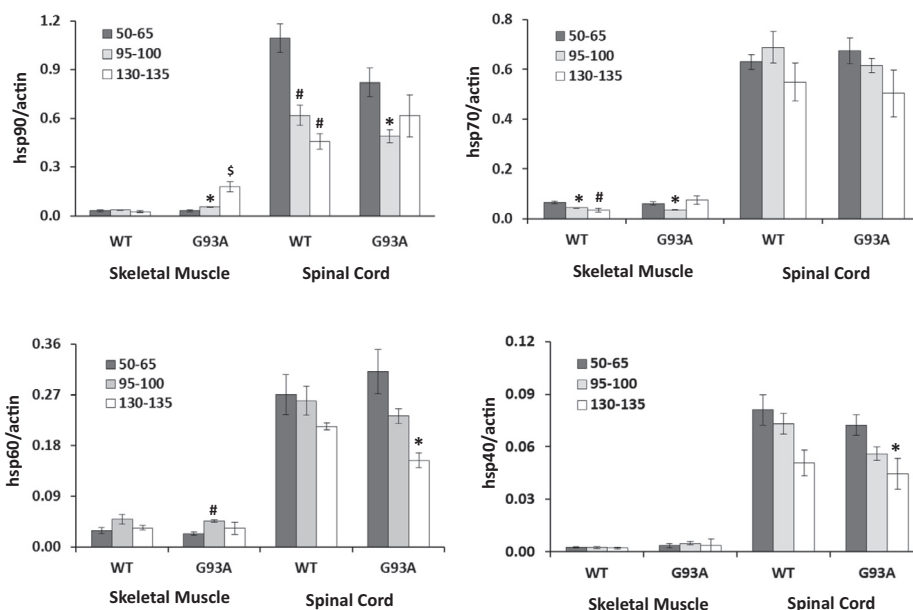 hsp90/actin
1.2
0.9
0.6
0.3
0.0
50-65
95-100
130-135
* $ # # *
WT G93A WT G93A
Skeletal Muscle Spinal Cord
hsp70/actin
0.8
0.6
0.4
0.2
0.0
50-65
95-100
130-135
* # *
WT G93A WT G93A
Skeletal Muscle Spinal Cord
hsp60/actin
0.36
0.27
0.18
0.09
0.00
50-65
95-100
130-135
# *
WT G93A WT G93A
Skeletal Muscle Spinal Cord
hsp40/actin
0.12
0.09
0.06
0.03
0.00
50-65
95-100
130-135
*
WT G93A WT G93A
Skeletal Muscle Spinal Cord